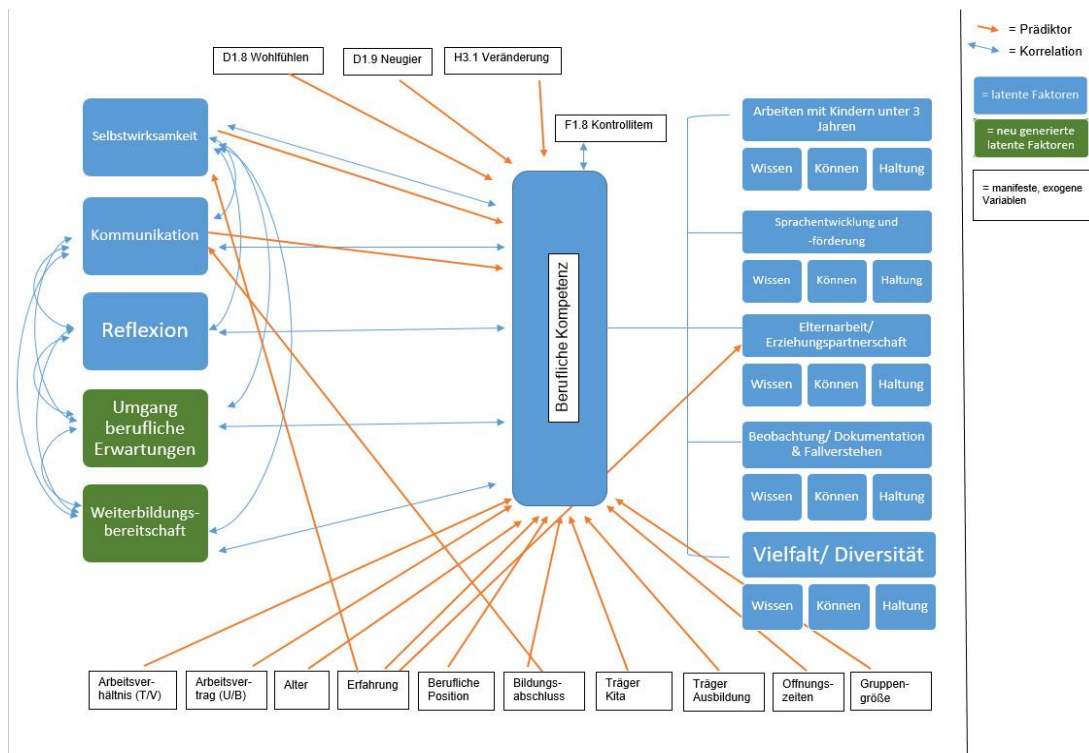 D1.8 Wohlfühlen
D1.9 Neugier
H3.1 Veränderung
F1.8 Kontrollitem
Selbstwirksamkeit
Kommunikation
Reflexion
Umgang
berufliche
Erwartungen
Weiterbildungs-
bereitschaft
Berufliche Kompetenz
Arbeiten mit Kindern unter 3
Jahren
Wissen
Können
Haltung
Sprachentwicklung und
-förderung
Wissen
Können
Haltung
Elternarbeit/
Erziehungspartnerschaft
Wissen
Können
Haltung
Beobachtung/ Dokumentation
& Fallverstehen
Wissen
Können
Haltung
Vielfalt/ Diversität
Wissen
Können
Haltung
Arbeitsver-
hältnis (T/V)
Arbeitsver-
trag (U/B)
Alter
Erfahrung
Berufliche
Position
Bildungs-
abschluss
Träger
Kita
Träger
Ausbildung
Öffnungs-
zeiten
Gruppen-
größe
= Prädiktor
= Korrelation
= latente Faktoren
= neu generierte
latente Faktoren
= manifeste, exogene
Variablen